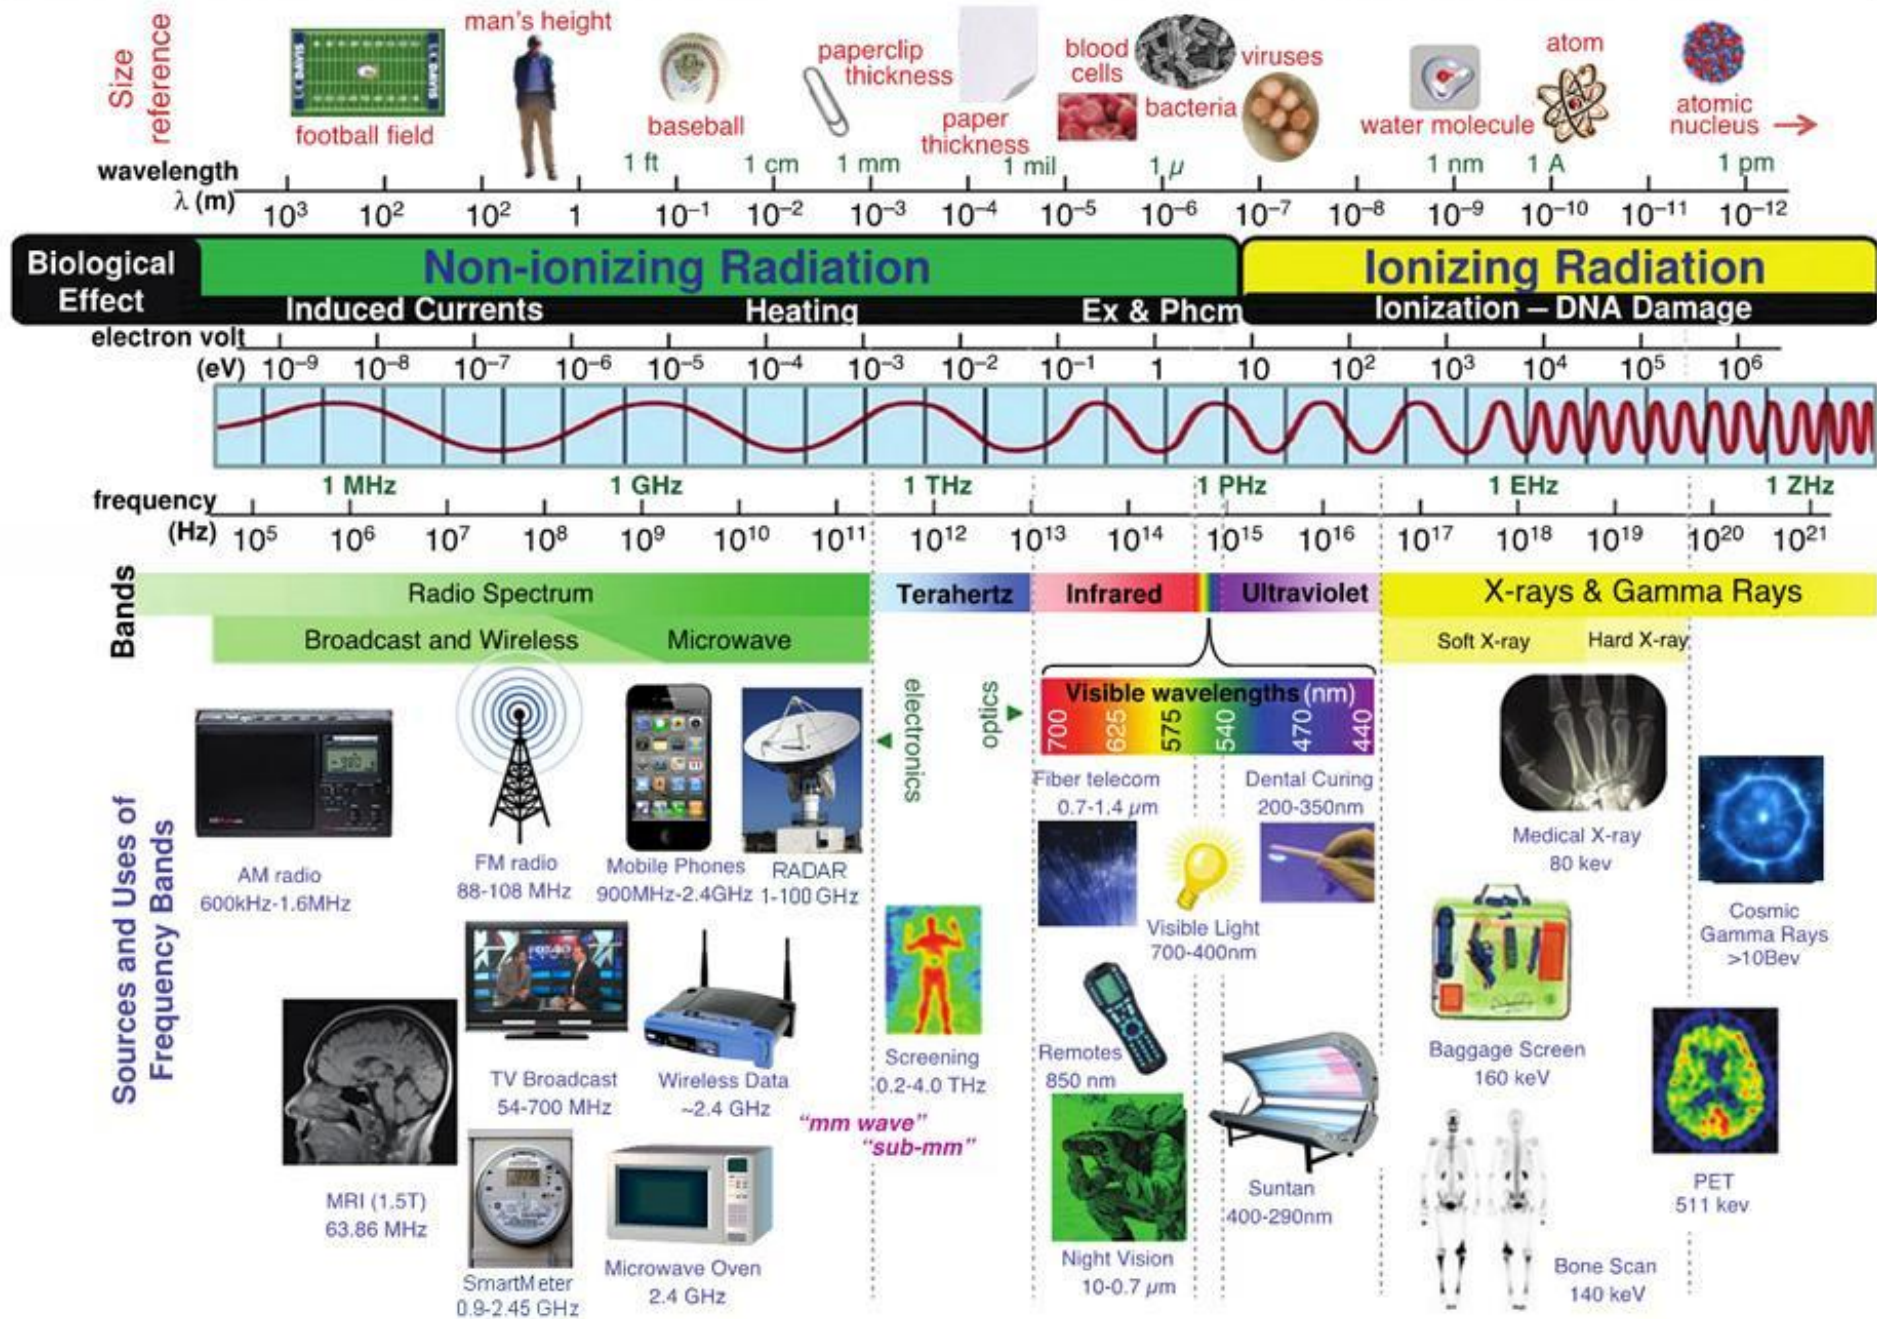 Size
reference
man's height
football field
baseball
paperclip
thickness
paper
thickness
blood
cells
bacteria
viruses
water molecule
atom
atomic
nucleus
wavelength
λ (m)
1 ft
1 cm
1 mm
1 mil
1 µ
1 nm
1 A
1 pm
10³
10²
10²
1
10⁻¹
10⁻²
10⁻³
10⁻⁴
10⁻⁵
10⁻⁶
10⁻⁷
10⁻⁸
10⁻⁹
10⁻¹⁰
10⁻¹¹
10⁻¹²
Biological
Effect
Non-ionizing Radiation
Ionizing Radiation
Induced Currents
Heating
Ex & Phcm
Ionization – DNA Damage
electron volt
(eV)
10⁻⁹
10⁻⁸
10⁻⁷
10⁻⁶
10⁻⁵
10⁻⁴
10⁻³
10⁻²
10⁻¹
1
10
10²
10³
10⁴
10⁵
10⁶
1 MHz
1 GHz
1 THz
1 PHz
1 EHz
1 ZHz
frequency
(Hz)
10⁵
10⁶
10⁷
10⁸
10⁹
10¹⁰
10¹¹
10¹²
10¹³
10¹⁴
10¹⁵
10¹⁶
10¹⁷
10¹⁸
10¹⁹
10²⁰
10²¹
Bands
Radio Spectrum
Terahertz
Infrared
Ultraviolet
X-rays & Gamma Rays
Broadcast and Wireless
Microwave
Soft X-ray
Hard X-ray
electronics
optics
Visible wavelengths (nm)
700
625
575
540
470
440
Sources and Uses of
Frequency Bands
AM radio
600kHz-1.6MHz
FM radio
88-108 MHz
Mobile Phones
900MHz-2.4GHz
RADAR
1-100 GHz
Fiber telecom
0.7-1.4 µm
Dental Curing
200-350nm
Visible Light
700-400nm
Medical X-ray
80 kev
Cosmic
Gamma Rays
>10Bev
TV Broadcast
54-700 MHz
Wireless Data
~2.4 GHz
Screening
0.2-4.0 THz
"mm wave"
"sub-mm"
Remotes
850 nm
Baggage Screen
160 keV
MRI (1.5T)
63.86 MHz
SmartMeter
0.9-2.45 GHz
Microwave Oven
2.4 GHz
Night Vision
10-0.7 µm
Suntan
400-290nm
PET
511 kev
Bone Scan
140 keV